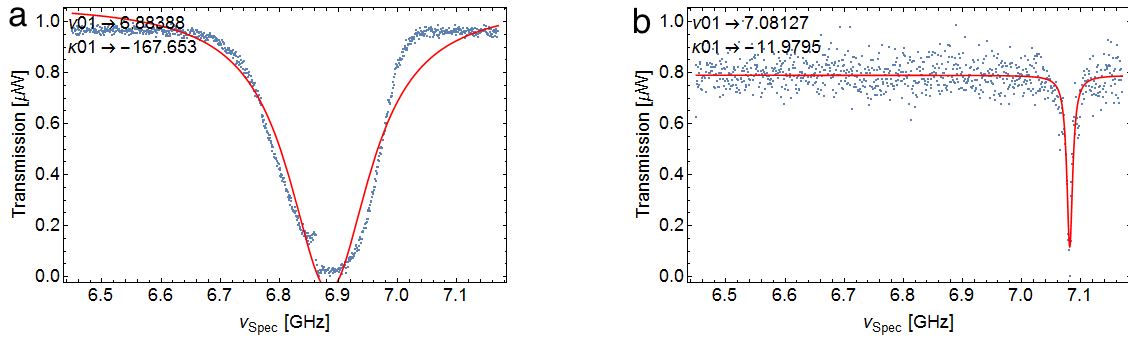 a
ν01 → 6.88388
κ01 → −167.653
Transmission [μW]
1.0
0.8
0.6
0.4
0.2
0.0
6.5 6.6 6.7 6.8 6.9 7.0 7.1
νSpec [GHz]
b
ν01 → 7.08127
κ01 → −11.9795
Transmission [μW]
1.0
0.8
0.6
0.4
0.2
0.0
6.5 6.6 6.7 6.8 6.9 7.0 7.1
νSpec [GHz]